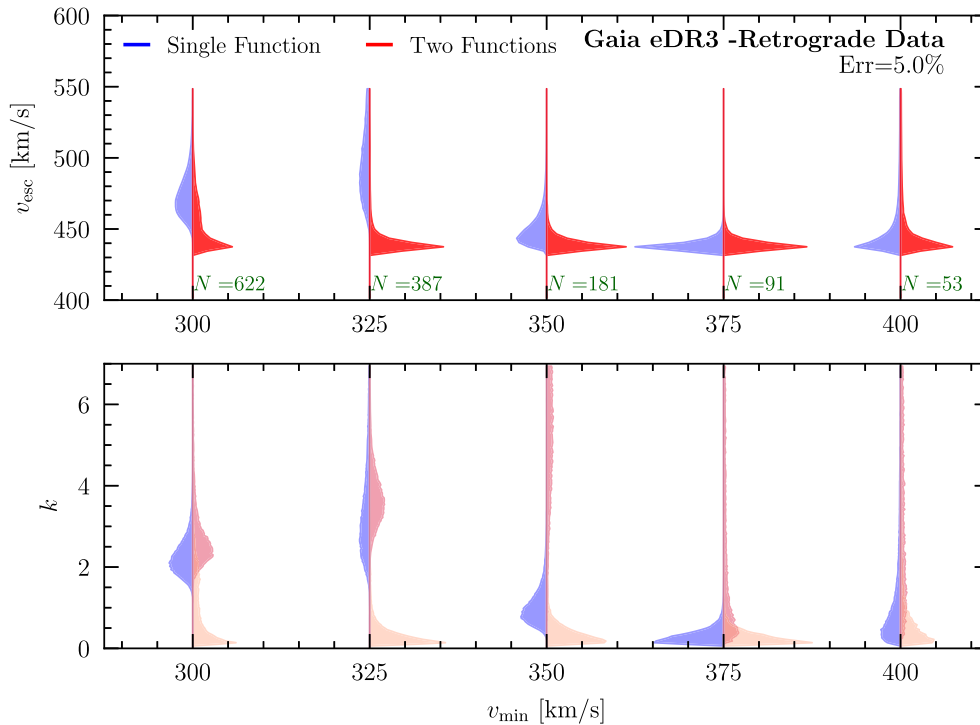 600
Single Function
Two Functions
Gaia eDR3 -Retrograde Data
Err=5.0%
550
500
450
400
v_esc [km/s]
N =622
N =387
N =181
N =91
N =53
300
325
350
375
400
6
4
2
0
k
300
325
350
375
400
v_min [km/s]